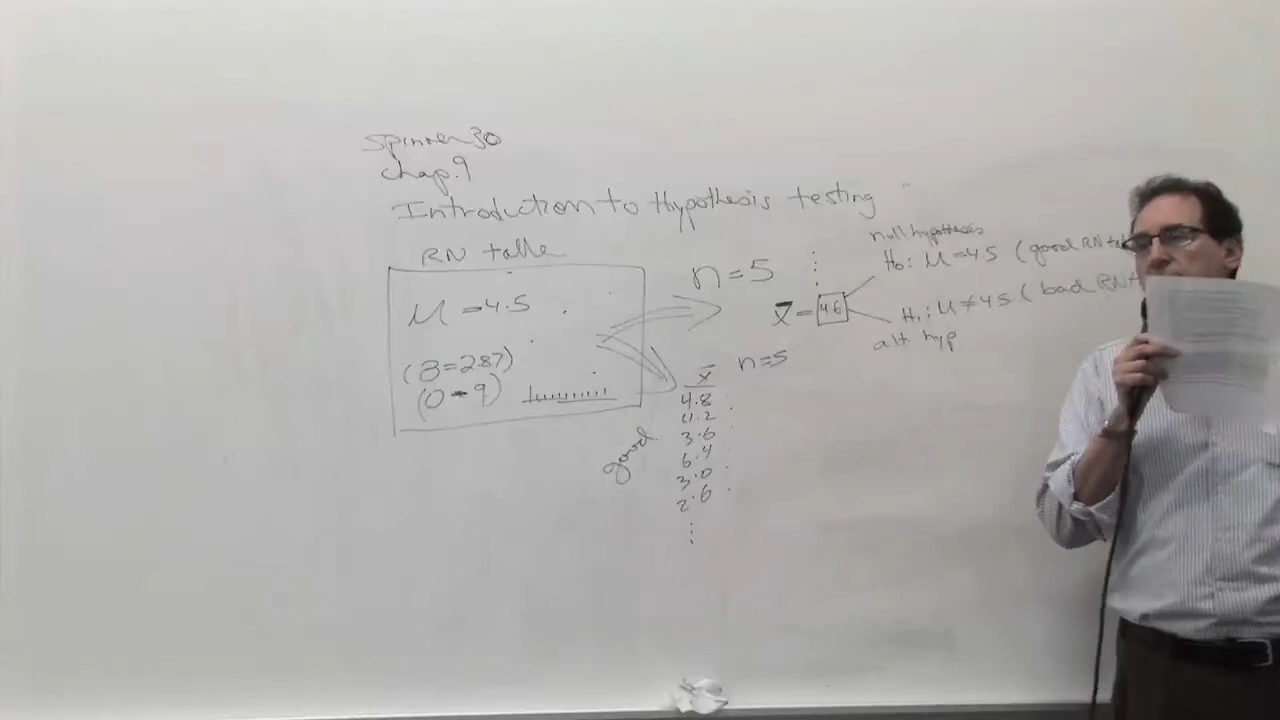 Spinner 30
Chap. 9
Introduction to Hypothesis testing
RN table
μ = 4.5
(8 = 2.87)
(0 - 9)
n = 5
x̄ = 4.6
null hypothesis
H₀: μ = 4.5 (good RN ta
H₁: μ ≠ 4.5 (bad RN t
alt. hyp
n = 5
x̄
4.8
4.2
3.6
6.4
3.0
2.6
good